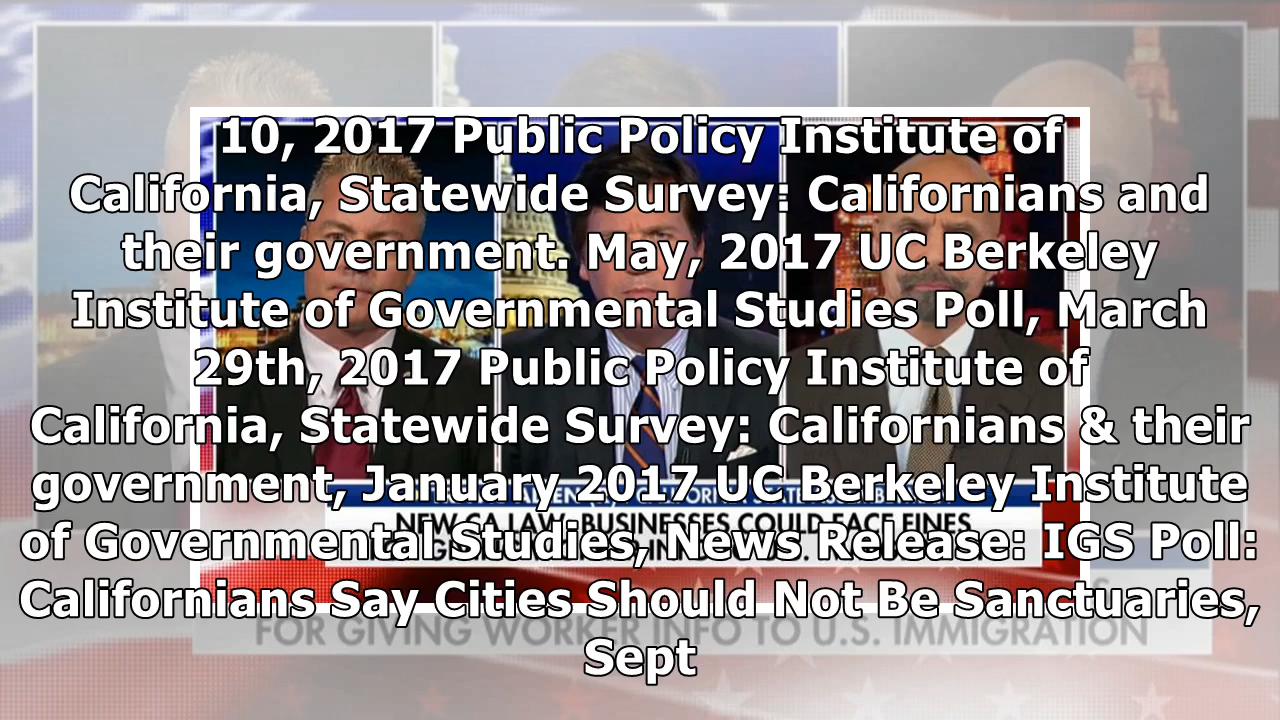 10, 2017 Public Policy Institute of
California, Statewide Survey: Californians and
their government. May, 2017 UC Berkeley
Institute of Governmental Studies Poll, March
29th, 2017 Public Policy Institute of
California, Statewide Survey: Californians & their
government, January 2017 UC Berkeley Institute
NEW CA LAW: BUSINESSES COULD FACE FINES
of Governmental Studies, News Release: IGS Poll:
Californians Say Cities Should Not Be Sanctuaries,
FOR GIVING WORKER INFO TO U.S. IMMIGRATION
Sept